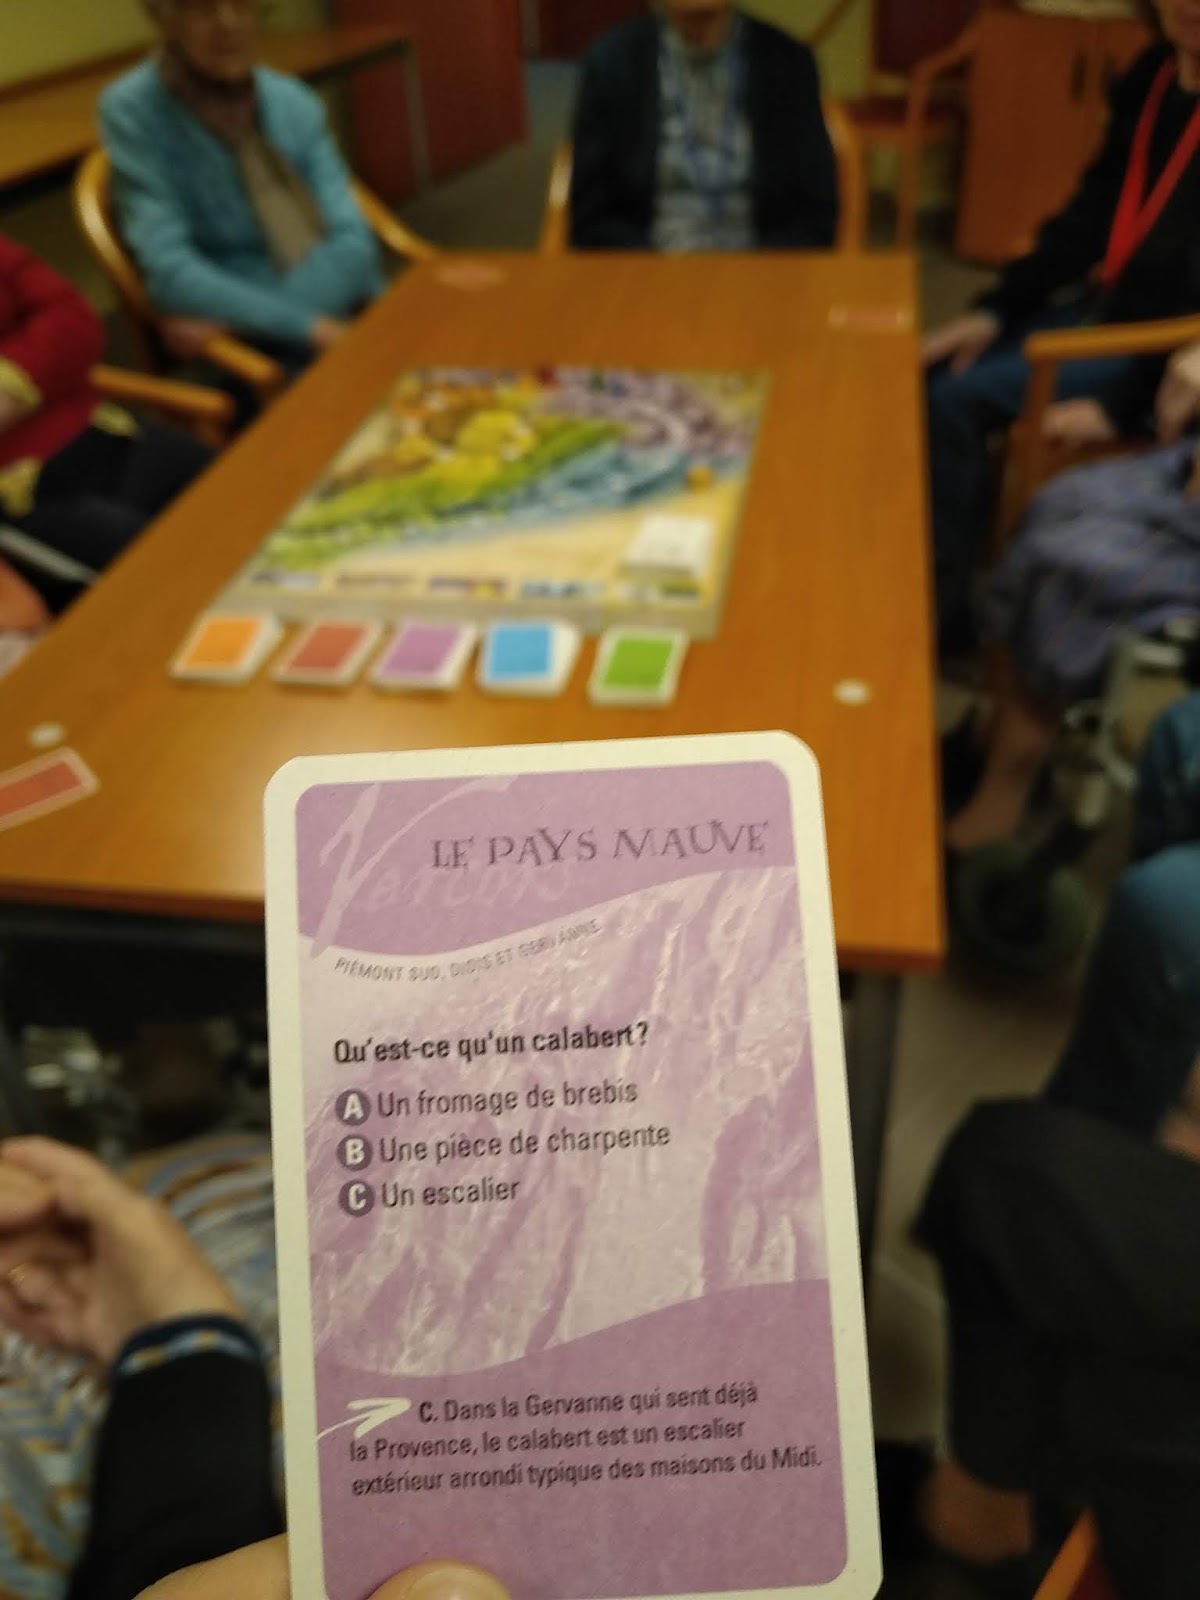 LE PAYS MAUVE
Vercors
PIÉMONT SUD, DIOIS ET GERVANNE
Qu'est-ce qu'un calabert?
A Un fromage de brebis
B Une pièce de charpente
C Un escalier
C. Dans la Gervanne qui sent déjà
la Provence, le calabert est un escalier
extérieur arrondi typique des maisons du Midi.